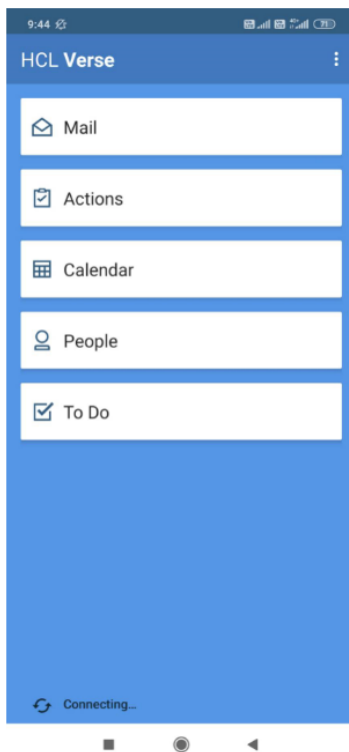 9:44
HCL Verse
Mail
Actions
Calendar
People
To Do
Connecting...